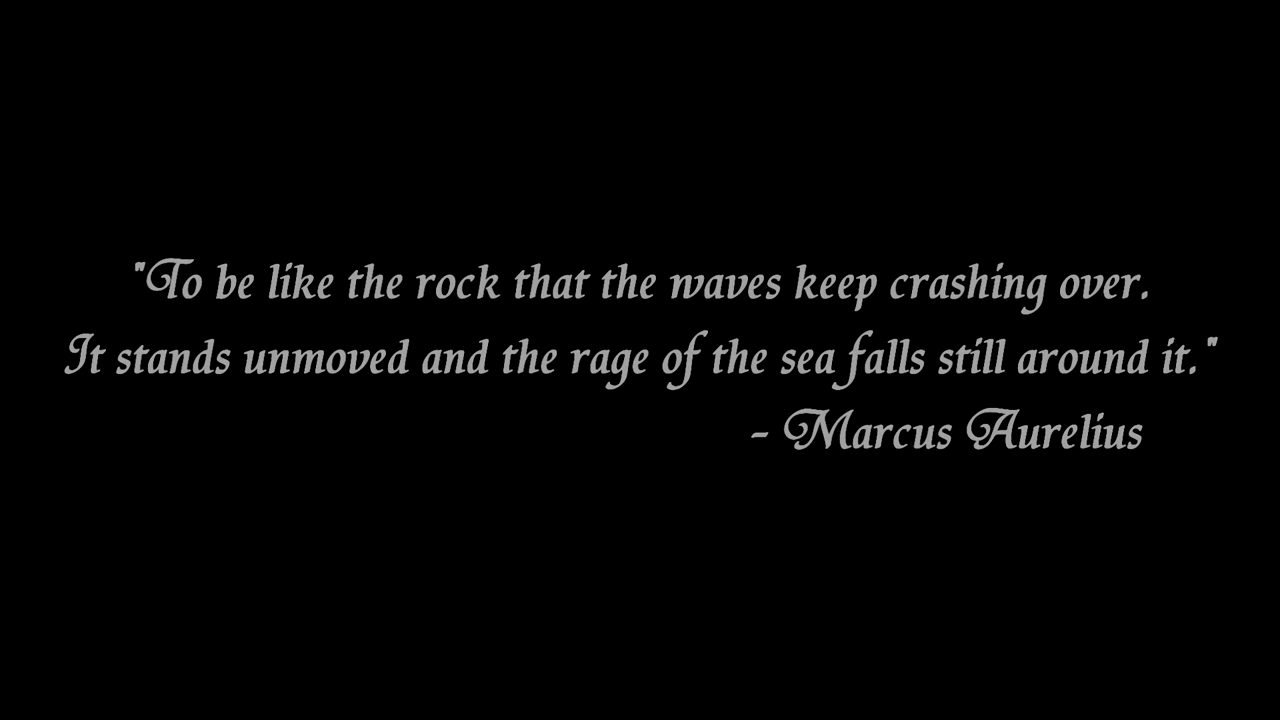 "To be like the rock that the waves keep crashing over.
It stands unmoved and the rage of the sea falls still around it."
- Marcus Aurelius